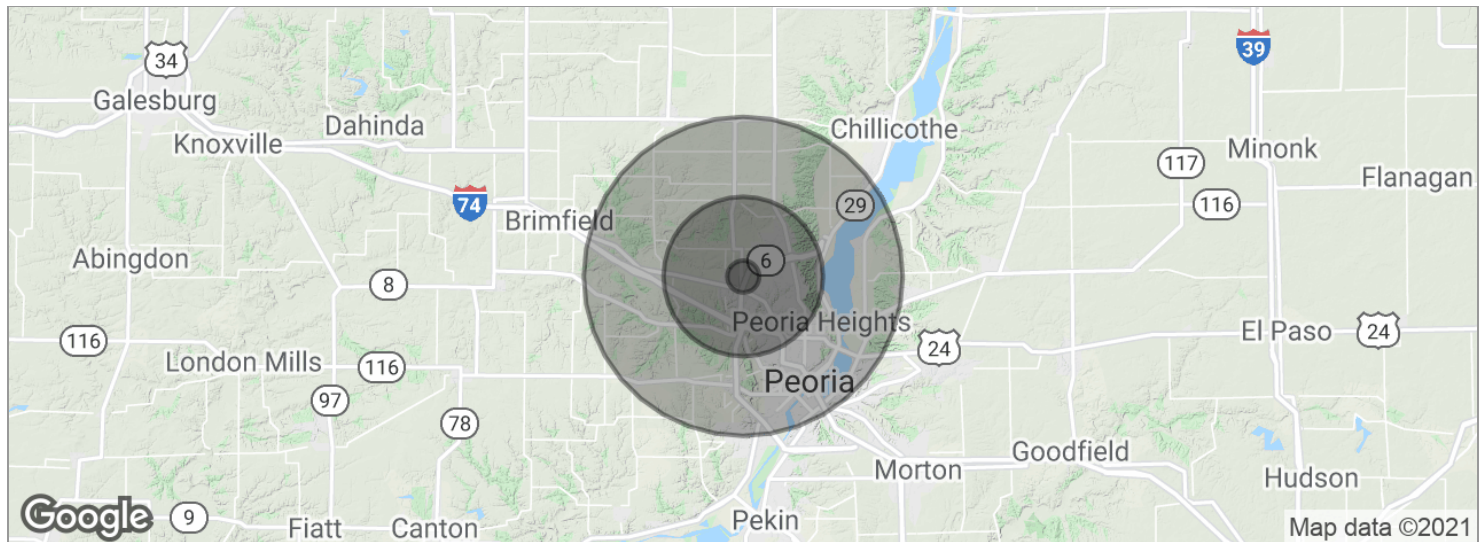 34
39
Galesburg
Dahinda
Chillicothe
Knoxville
Minonk
117
Flanagan
74
29
116
Brimfield
Abingdon
6
8
Peoria Heights
116
El Paso
24
24
London Mills
116
Peoria
97
78
Goodfield
Morton
Hudson
Google
9
Fiatt
Canton
Pekin
Map data ©2021